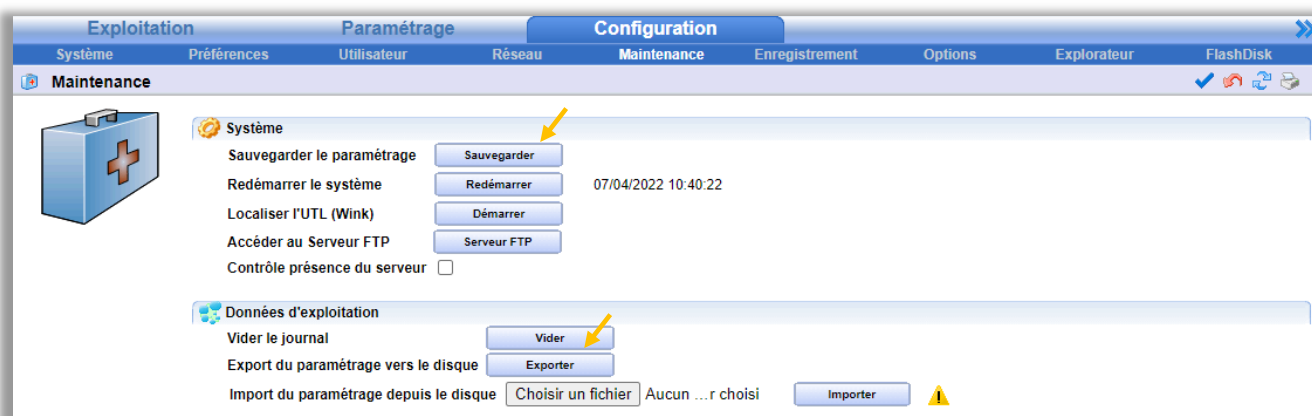 Exploitation Paramétrage Configuration
Système Préférences Utilisateur Réseau Maintenance Enregistrement Options Explorateur FlashDisk
Maintenance
Système
Sauvegarder le paramétrage Sauvegarder
Redémarrer le système Redémarrer 07/04/2022 10:40:22
Localiser l'UTL (Wink) Démarrer
Accéder au Serveur FTP Serveur FTP
Contrôle présence du serveur
Données d'exploitation
Vider le journal Vider
Export du paramétrage vers le disque Exporter
Import du paramétrage depuis le disque Choisir un fichier Aucun ...r choisi Importer